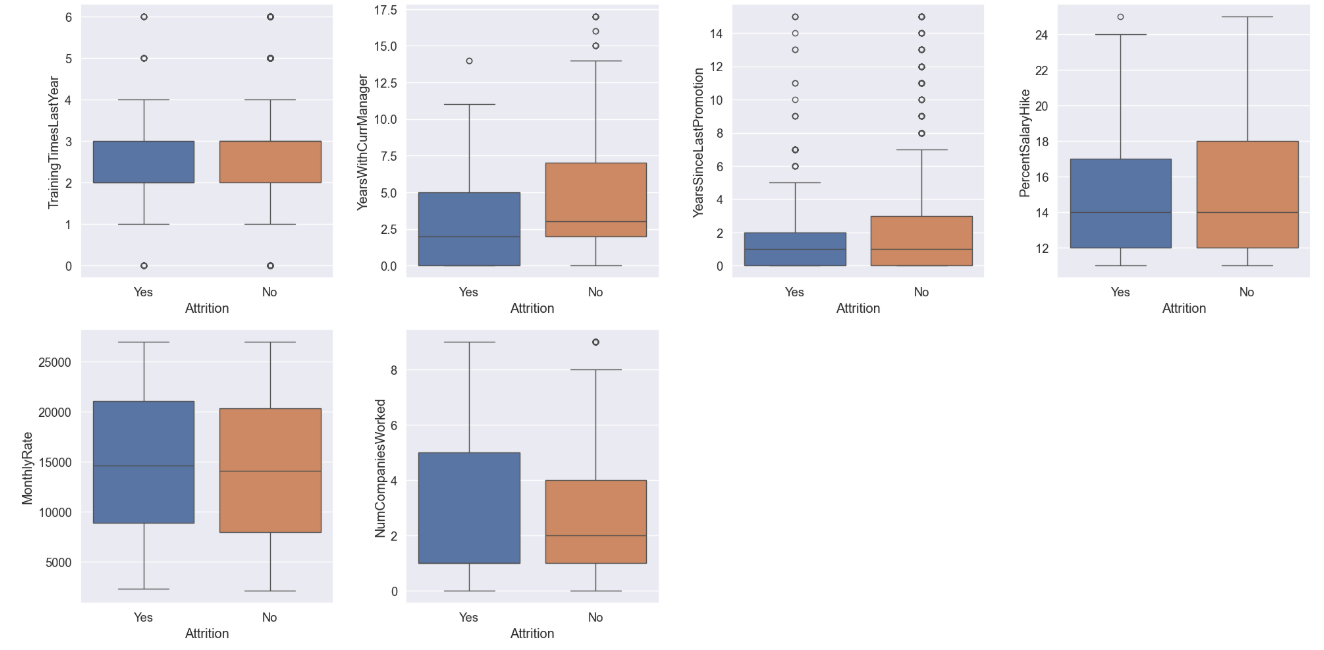 TrainingTimesLastYear
6
5
4
3
2
1
0
Yes
No
Attrition
YearsWithCurrManager
17.5
15.0
12.5
10.0
7.5
5.0
2.5
0.0
Yes
No
Attrition
YearsSinceLastPromotion
14
12
10
8
6
4
2
0
Yes
No
Attrition
PercentSalaryHike
24
22
20
18
16
14
12
Yes
No
Attrition
MonthlyRate
25000
20000
15000
10000
5000
Yes
No
Attrition
NumCompaniesWorked
8
6
4
2
0
Yes
No
Attrition